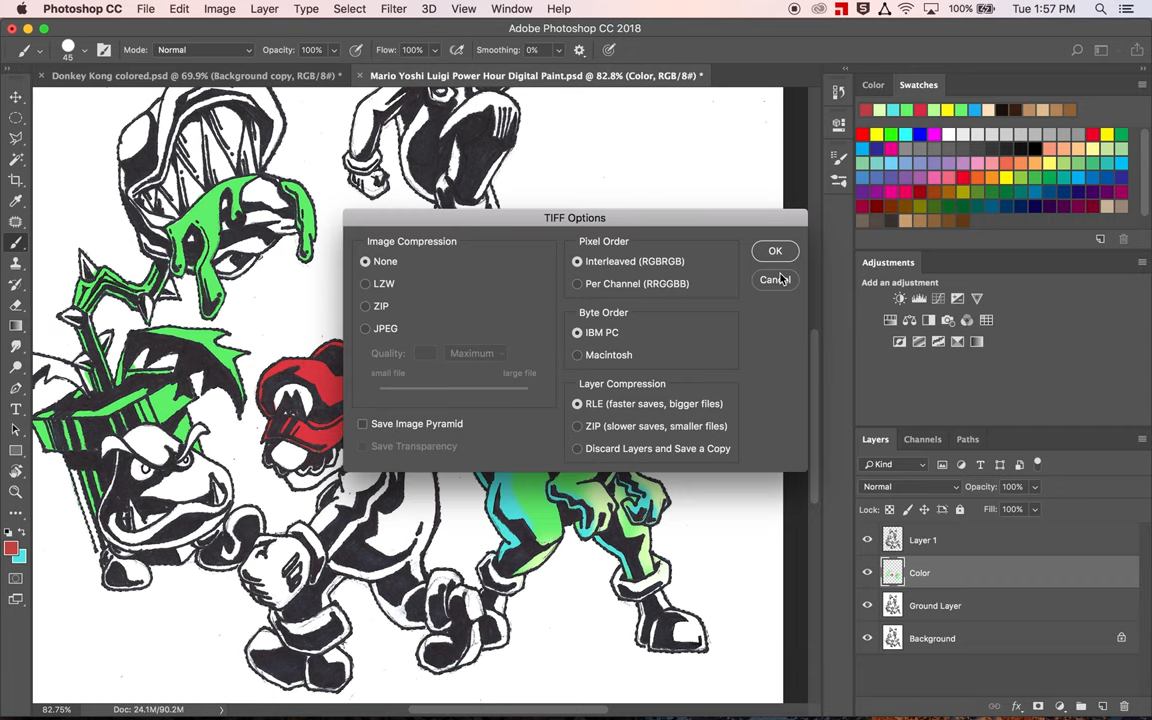 Photoshop CC File Edit Image Layer Type Select Filter 3D View Window Help 100% Tue 1:57 PM
Adobe Photoshop CC 2018
45 Mode: Normal Opacity: 100% Flow: 100% Smoothing: 0%
Donkey Kong colored.psd @ 69.9% (Background copy, RGB/8#) * Mario Yoshi Luigi Power Hour Digital Paint.psd @ 82.8% (Color, RGB/8#) *
Color Swatches
TIFF Options
Image Compression
None
LZW
ZIP
JPEG
Quality: Maximum
small file large file
Save Image Pyramid
Save Transparency
Pixel Order
Interleaved (RGBRGB)
Per Channel (RRGGBB)
Byte Order
IBM PC
Macintosh
Layer Compression
RLE (faster saves, bigger files)
ZIP (slower saves, smaller files)
Discard Layers and Save a Copy
OK
Cancel
Adjustments
Add an adjustment
Layers Channels Paths
Kind
Normal Opacity: 100%
Lock: Fill: 100%
Layer 1
Color
Ground Layer
Background
82.75% Doc: 24.1M/90.2M